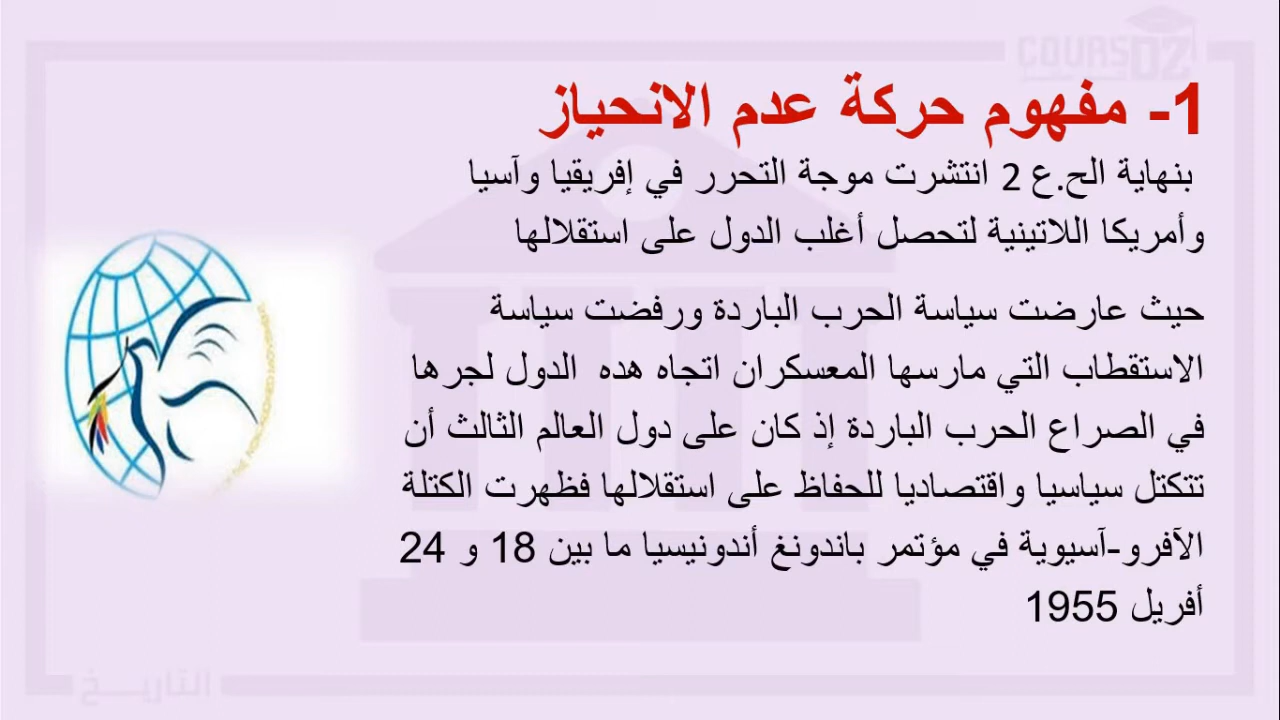 COURSDZ
1- مفهوم حركة عدم الانحياز
بنهاية الح.ع 2 انتشرت موجة التحرر في إفريقيا وآسيا
وأمريكا اللاتينية لتحصل أغلب الدول على استقلالها
حيث عارضت سياسة الحرب الباردة ورفضت سياسة
الاستقطاب التي مارسها المعسكران اتجاه هده الدول لجرها
في الصراع الحرب الباردة إذ كان على دول العالم الثالث أن
تتكتل سياسيا واقتصاديا للحفاظ على استقلالها فظهرت الكتلة
الآفرو-آسيوية في مؤتمر باندونغ أندونيسيا ما بين 18 و 24
أفريل 1955
التاريخ